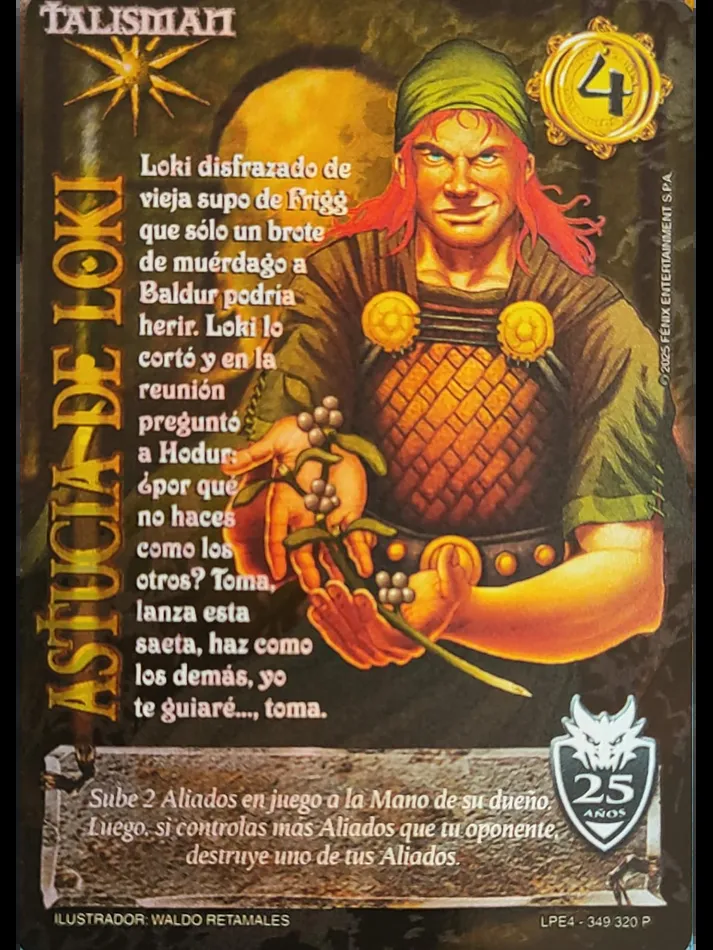 TALISMAN
4
ASTUCIA DE LOKI
Loki disfrazado de
vieja supo de Frigg
que sólo un brote
de muérdago a
Baldur podría
herir. Loki lo
cortó y en la
reunión
preguntó
a Hodur:
¿por qué
no haces
como los
otros? Toma,
lanza esta
saeta, haz como
los demás, yo
te guiaré..., toma.
© 2025 FÉNIX ENTERTAINMENT S.P.A.
25
AÑOS
Sube 2 Aliados en juego a la Mano de su dueño.
Luego, si controlas más Aliados que tu oponente,
destruye uno de tus Aliados.
ILUSTRADOR: WALDO RETAMALES
LPE4 - 349 320 P